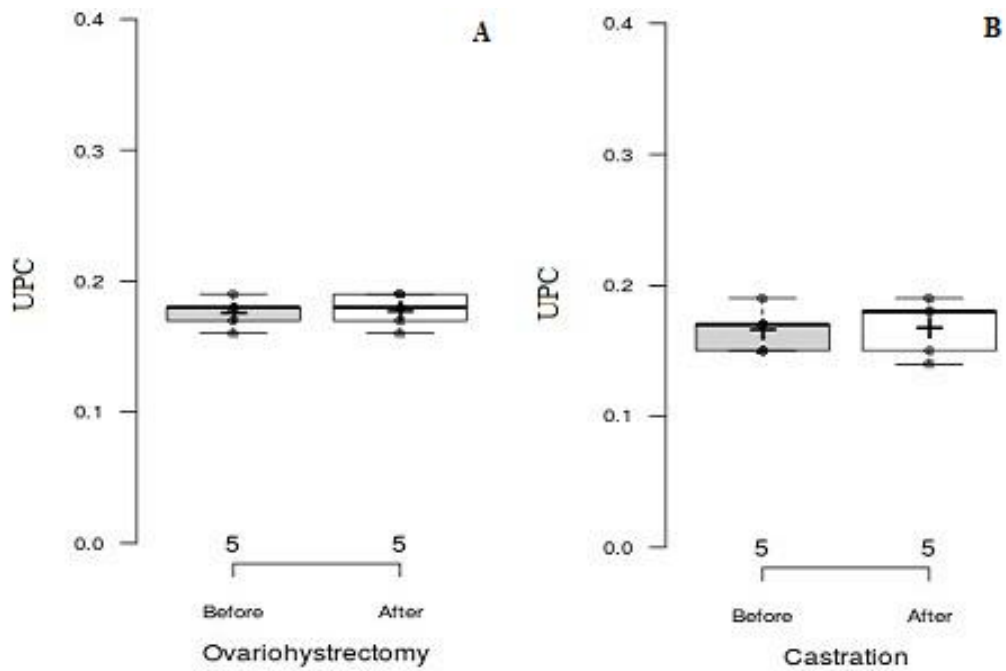 A
0.4
0.3
0.2
0.1
0.0
UPC
5 5
Before After
Ovariohystrectomy
B
0.4
0.3
0.2
0.1
0.0
UPC
5 5
Before After
Castration